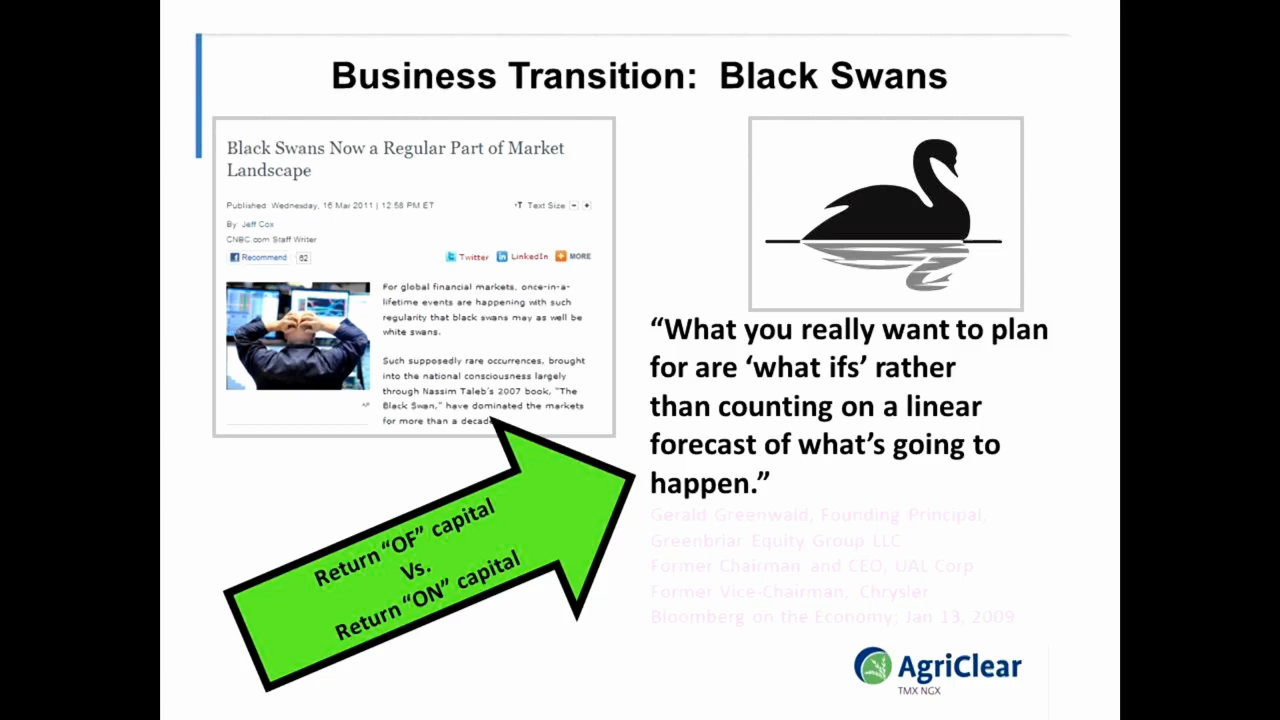 Business Transition: Black Swans
Black Swans Now a Regular Part of Market
Landscape
Published: Wednesday, 16 Mar 2011 | 12:58 PM ET
Text Size
By: Jeff Cox
CNBC.com Staff Writer
Recommend 62
Twitter LinkedIn MORE
For global financial markets, once-in-a-
lifetime events are happening with such
regularity that black swans may as well be
white swans.
Such supposedly rare occurrences, brought
into the national consciousness largely
through Nassim Taleb's 2007 book, "The
Black Swan," have dominated the markets
for more than a decade
AP
“What you really want to plan
for are ‘what ifs’ rather
than counting on a linear
forecast of what’s going to
happen.”
Gerald Greenwald, Founding Principal,
Greenbriar Equity Group LLC
Former Chairman and CEO, UAL Corp
Former Vice-Chairman, Chrysler
Bloomberg on the Economy; Jan 13, 2009
Return “OF” capital
Vs.
Return “ON” capital
AgriClear
TMX NGX